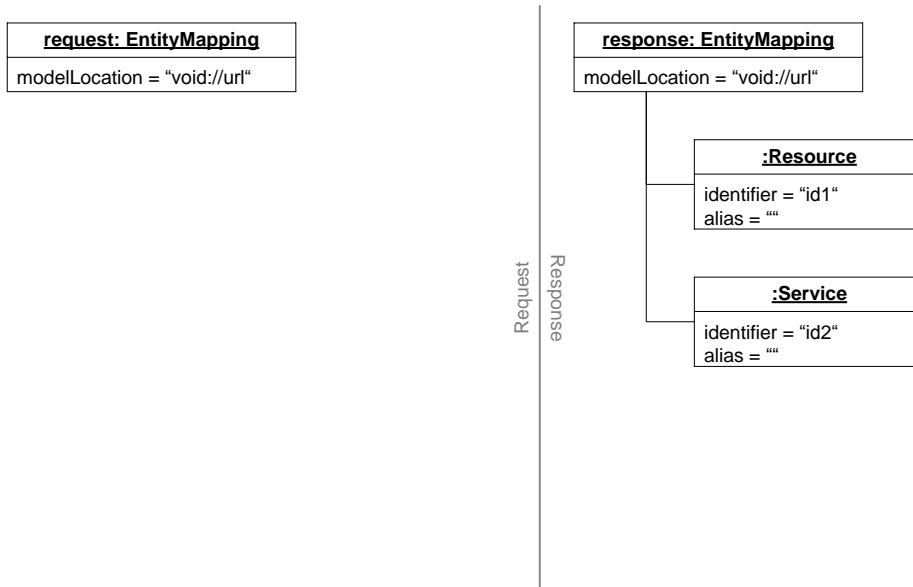 request: EntityMapping
modelLocation = “void://url“
Request
Response
response: EntityMapping
modelLocation = “void://url“
:Resource
identifier = “id1“
alias = ““
:Service
identifier = “id2“
alias = ““